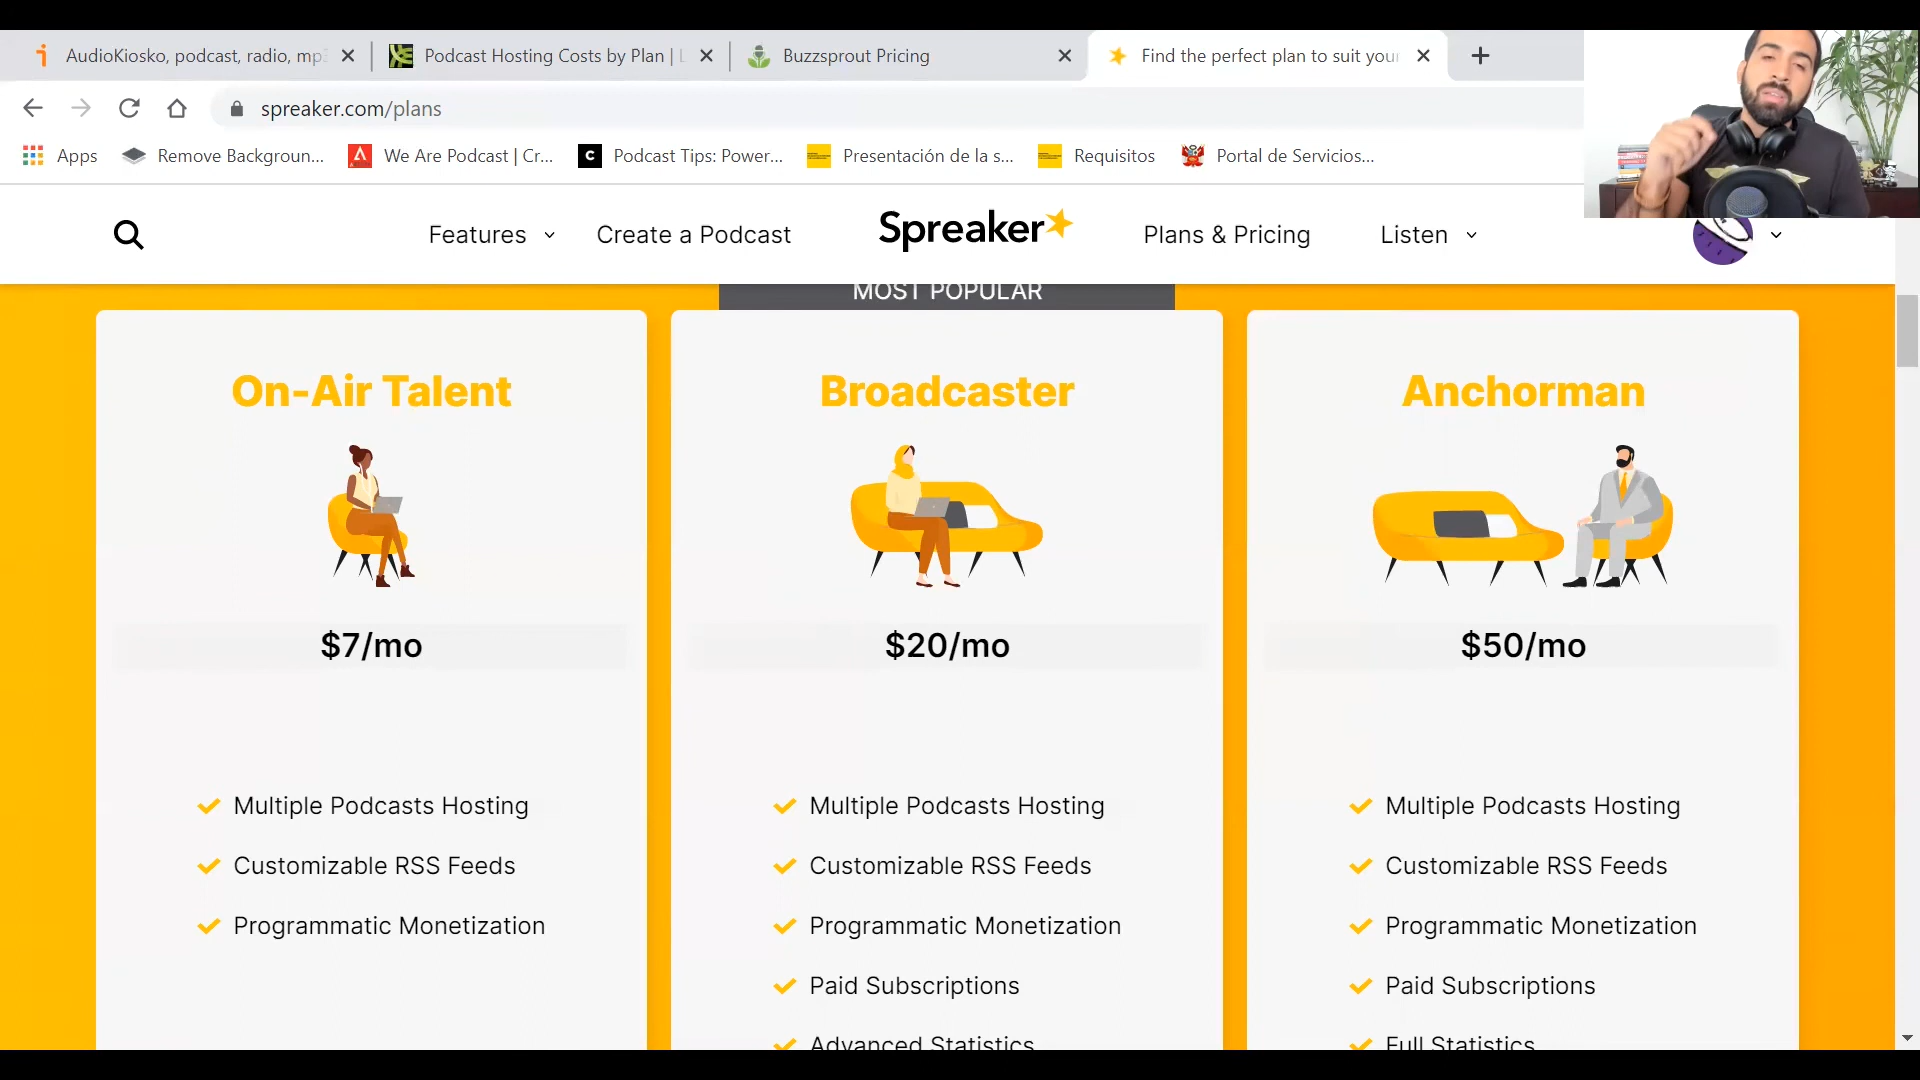 AudioKiosko, podcast, radio, mp3
Podcast Hosting Costs by Plan | L
Buzzsprout Pricing
Find the perfect plan to suit your
spreaker.com/plans
Apps
Remove Backgroun...
We Are Podcast | Cr...
Podcast Tips: Power...
Presentación de la s...
Requisitos
Portal de Servicios...
Features
Create a Podcast
Spreaker
Plans & Pricing
Listen
MOST POPULAR
On-Air Talent
$7/mo
Multiple Podcasts Hosting
Customizable RSS Feeds
Programmatic Monetization
Broadcaster
$20/mo
Multiple Podcasts Hosting
Customizable RSS Feeds
Programmatic Monetization
Paid Subscriptions
Advanced Statistics
Anchorman
$50/mo
Multiple Podcasts Hosting
Customizable RSS Feeds
Programmatic Monetization
Paid Subscriptions
Full Statistics